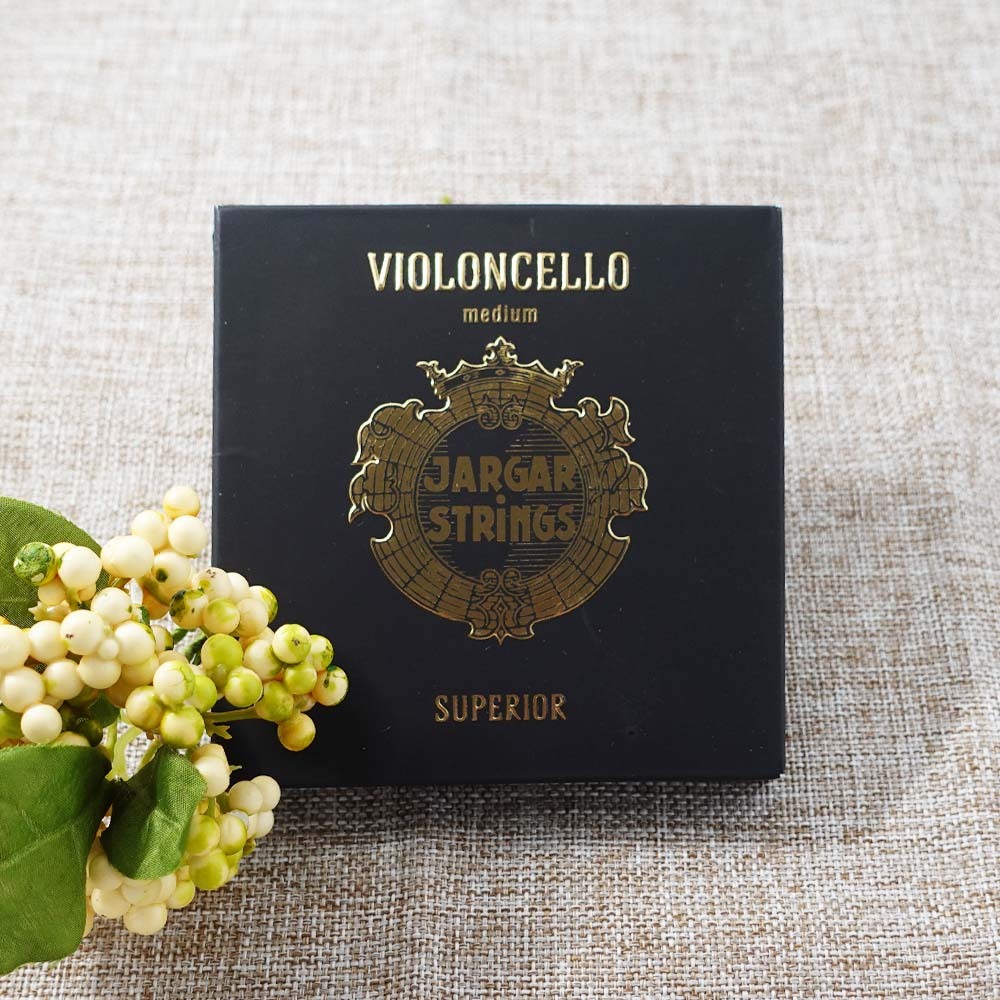 VIOLONCELLO
medium
JARGAR
STRINGS
SUPERIOR